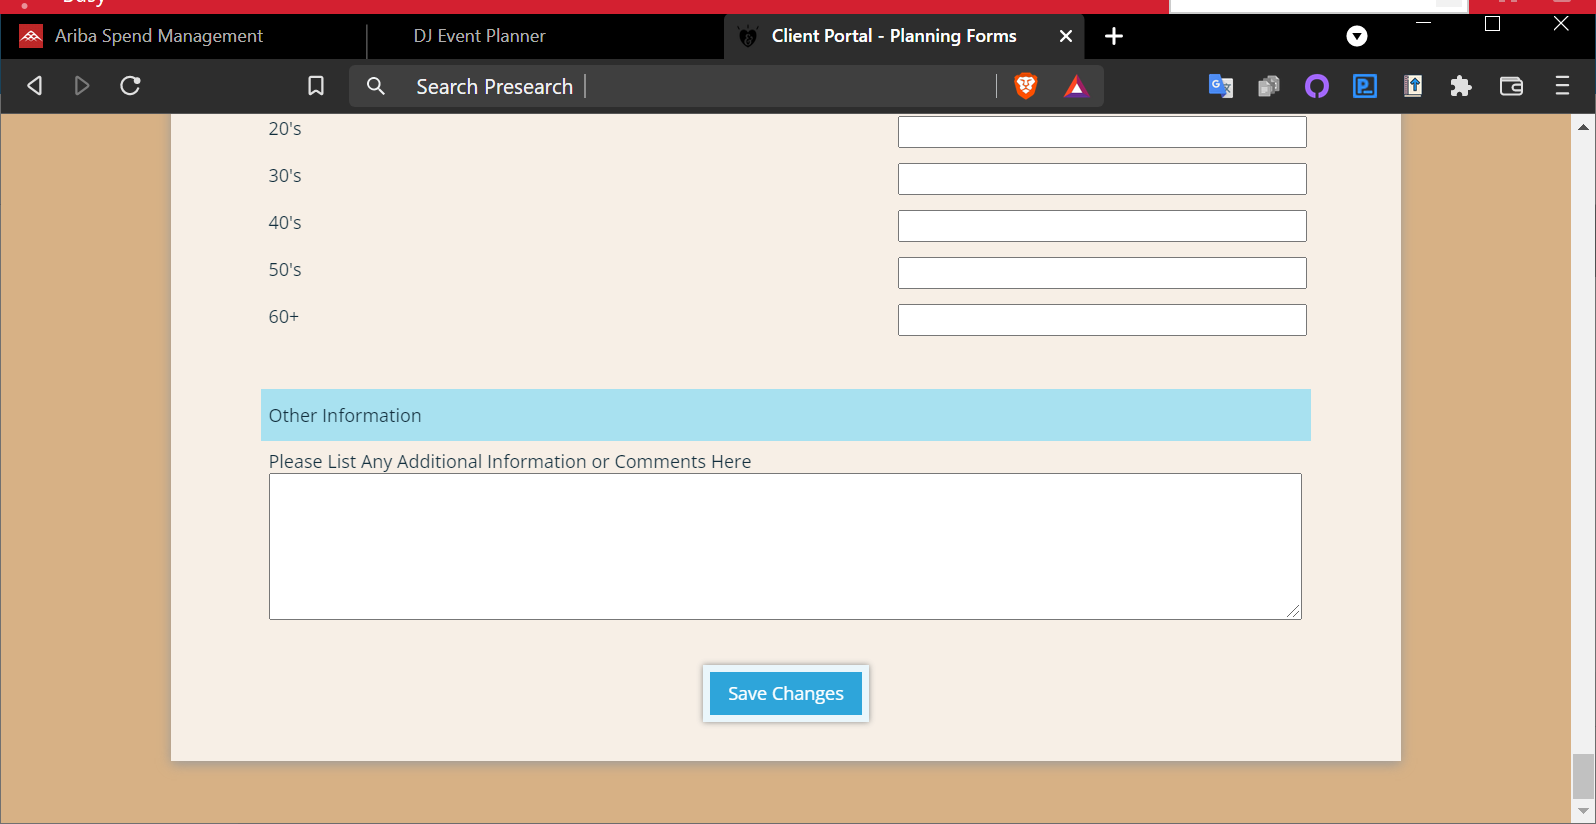 Busy
Ariba Spend Management
DJ Event Planner
Client Portal - Planning Forms
Search Presearch
20's
30's
40's
50's
60+
Other Information
Please List Any Additional Information or Comments Here
Save Changes